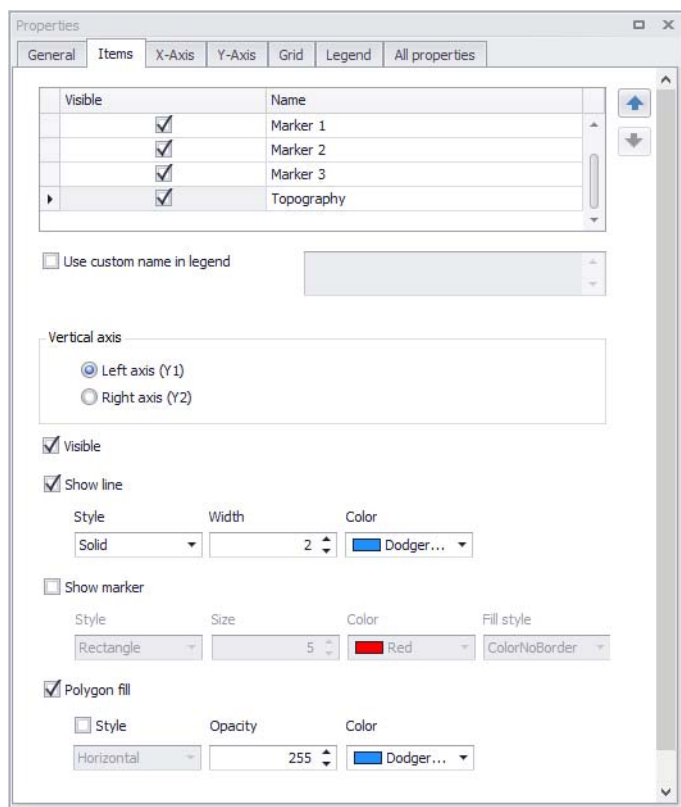 Properties
General Items X-Axis Y-Axis Grid Legend All properties
Visible Name
Marker 1
Marker 2
Marker 3
Topography
Use custom name in legend
Vertical axis
Left axis (Y1)
Right axis (Y2)
Visible
Show line
Style Width Color
Solid 2 Dodger...
Show marker
Style Size Color Fill style
Rectangle 5 Red ColorNoBorder
Polygon fill
Style Opacity Color
Horizontal 255 Dodger...